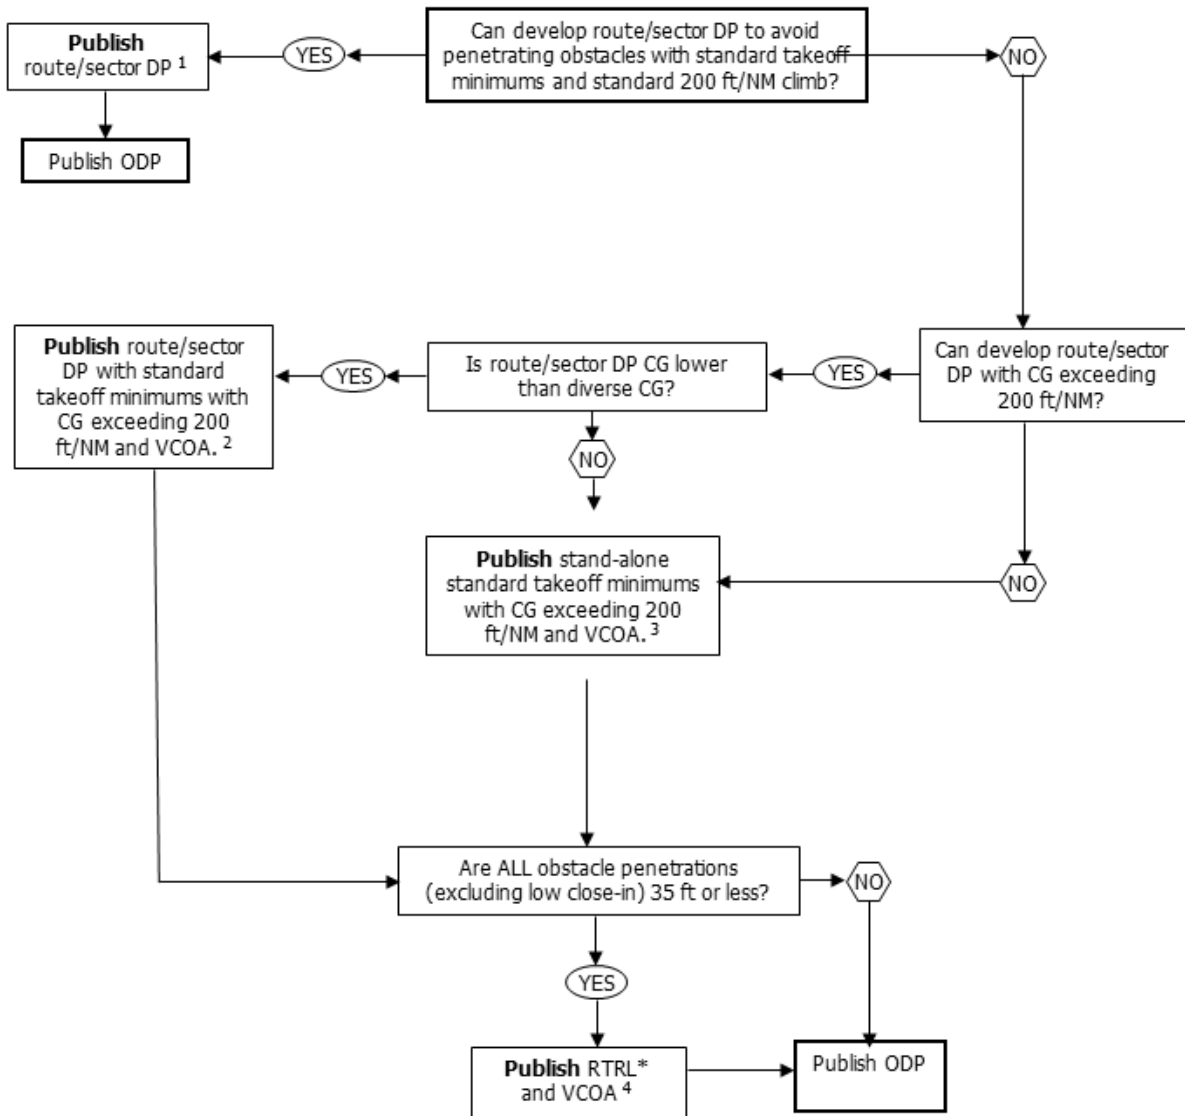 Can develop route/sector DP to avoid
penetrating obstacles with standard takeoff
minimums and standard 200 ft/NM climb?
YES
NO
Publish
route/sector DP 1
Publish ODP
Can develop route/sector
DP with CG exceeding
200 ft/NM?
YES
NO
Is route/sector DP CG lower
than diverse CG?
YES
NO
Publish route/sector
DP with standard
takeoff minimums with
CG exceeding 200
ft/NM and VCOA. 2
Publish stand-alone
standard takeoff minimums
with CG exceeding 200
ft/NM and VCOA. 3
Are ALL obstacle penetrations
(excluding low close-in) 35 ft or less?
NO
YES
Publish RTRL*
and VCOA 4
Publish ODP